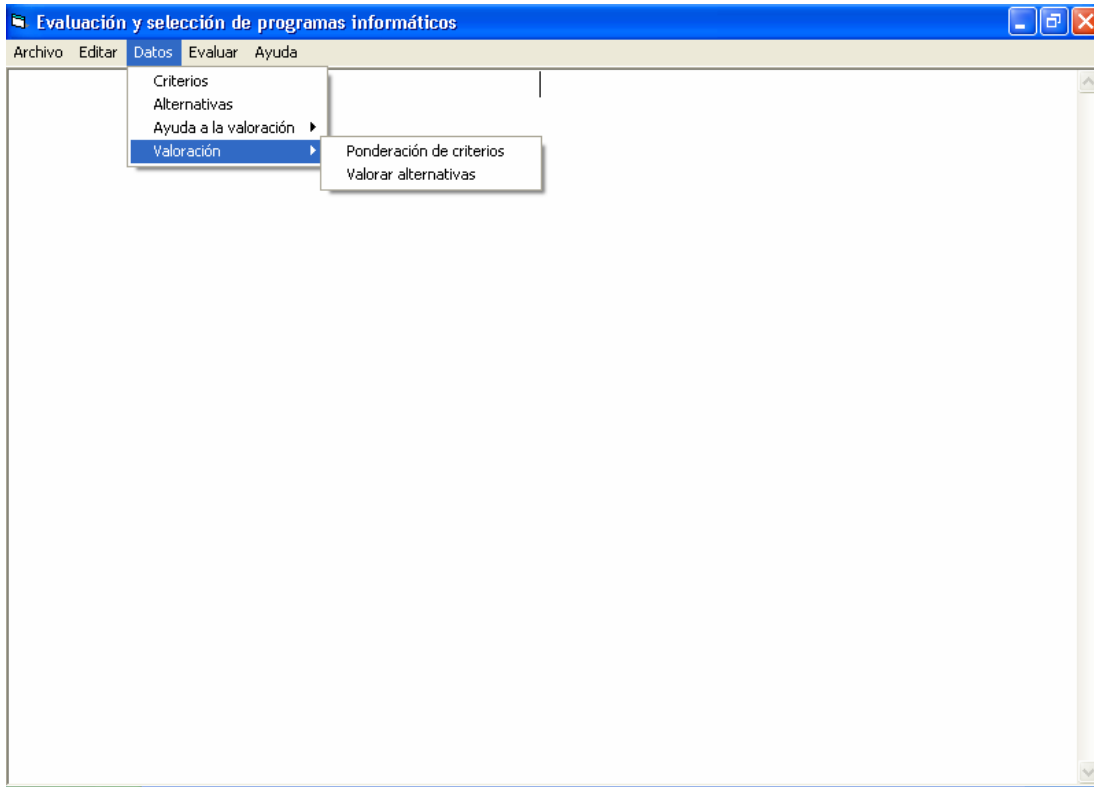 Evaluación y selección de programas informáticos
Archivo Editar Datos Evaluar Ayuda
Criterios
Alternativas
Ayuda a la valoración
Valoración
Ponderación de criterios
Valorar alternativas